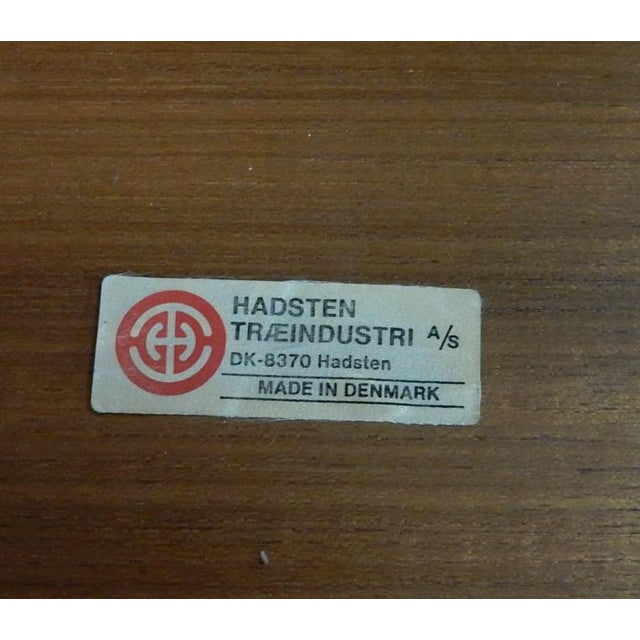 HADSTEN
TRÆINDUSTRI A/S
DK-8370 Hadsten
MADE IN DENMARK